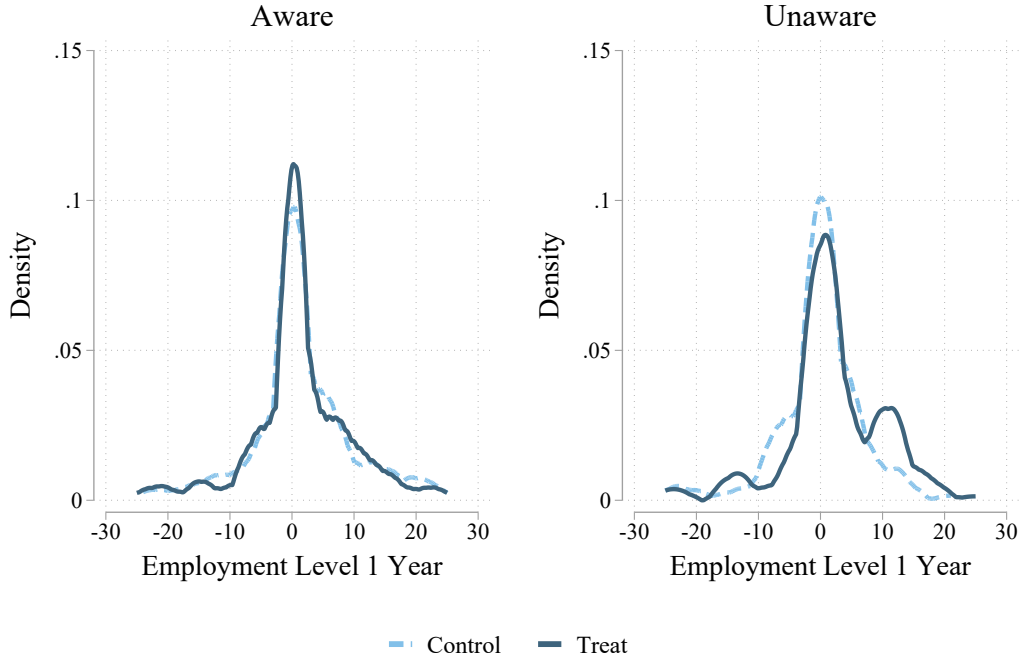 Aware
Density
.15
.1
.05
0
-30 -20 -10 0 10 20 30
Employment Level 1 Year
Unaware
Density
.15
.1
.05
0
-30 -20 -10 0 10 20 30
Employment Level 1 Year
Control Treat